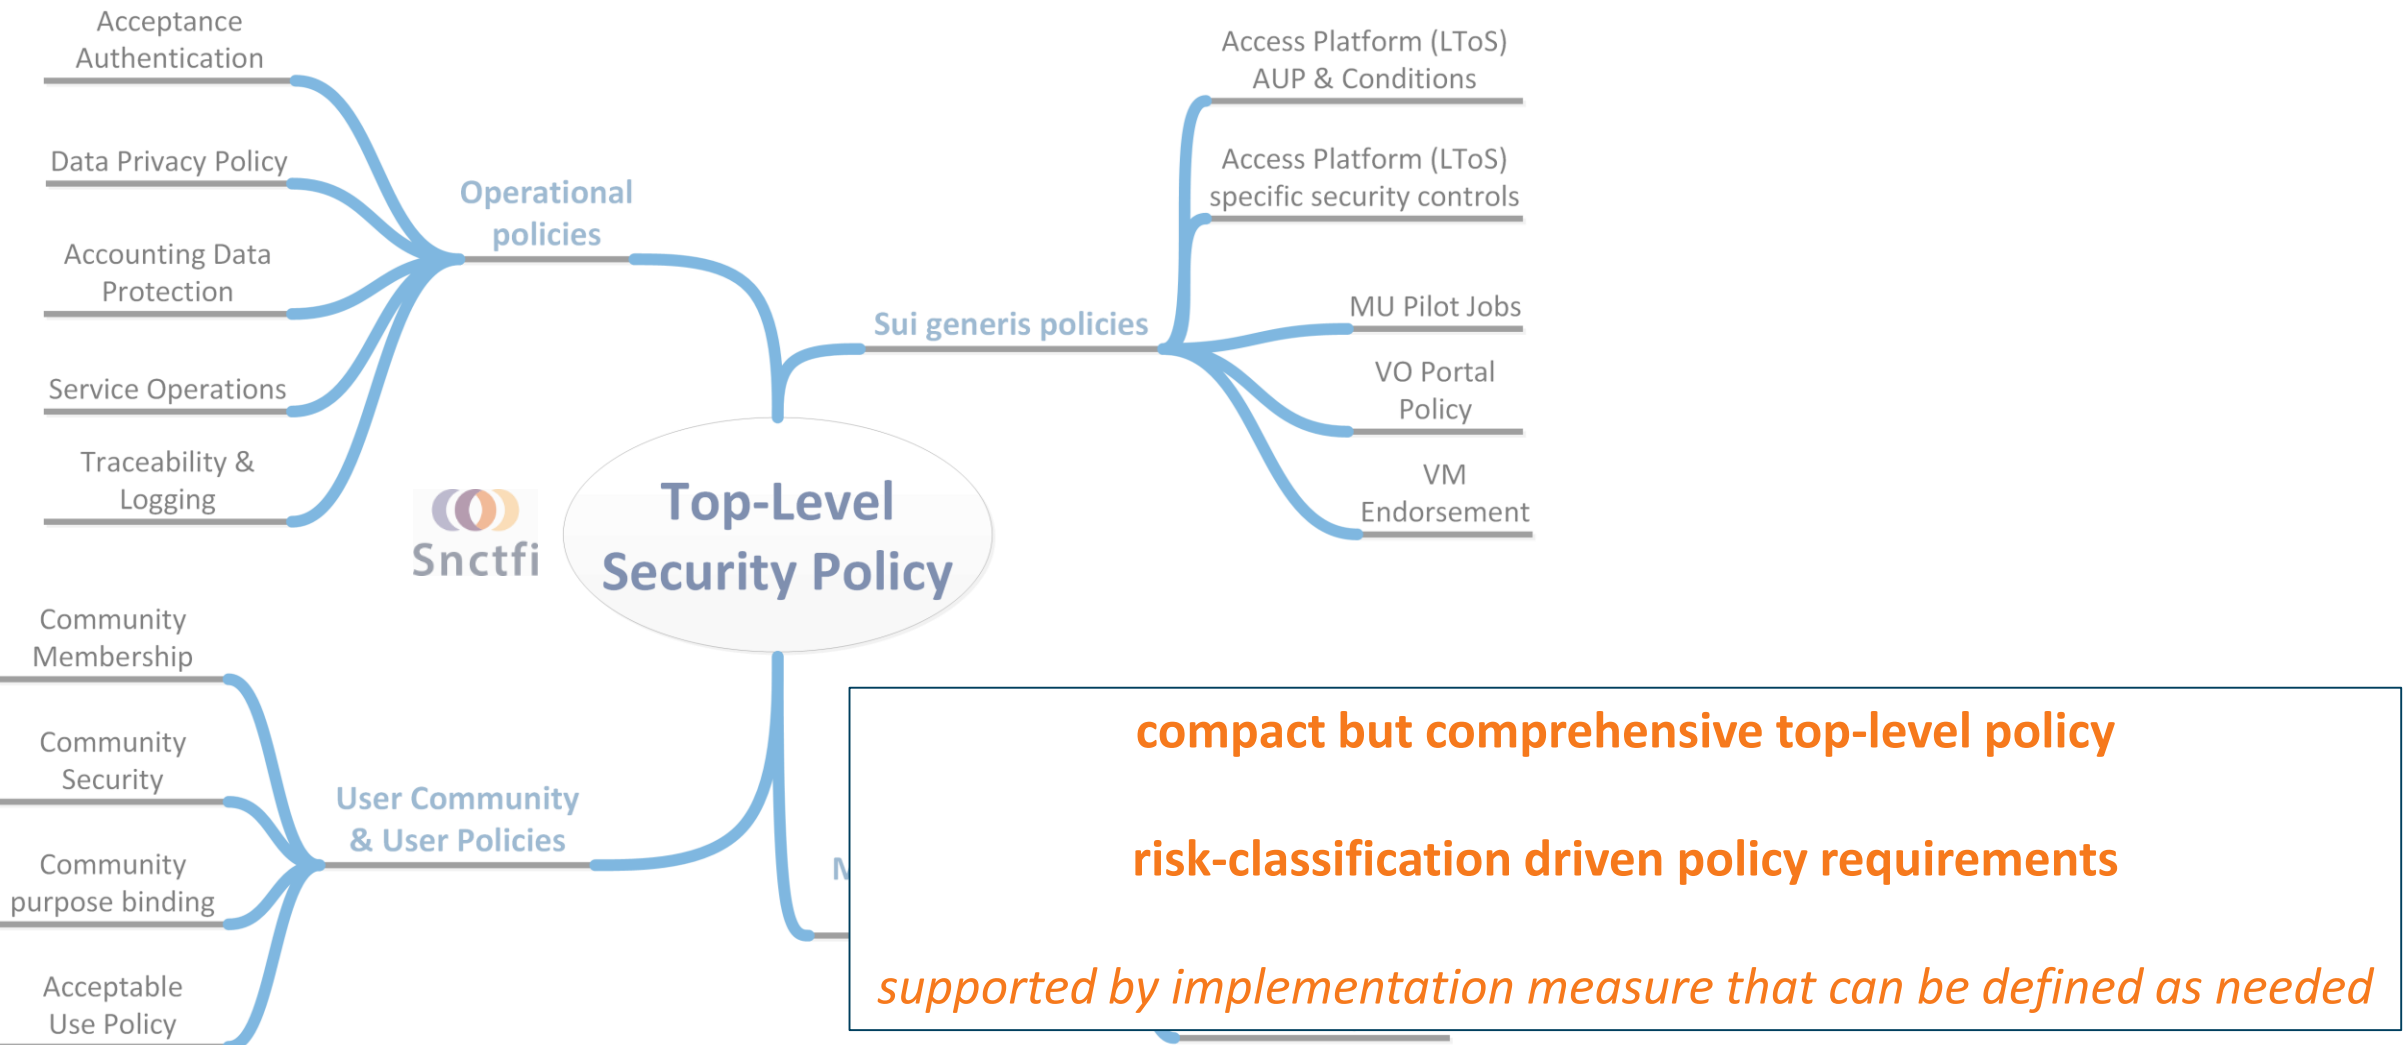 Acceptance
Authentication
Data Privacy Policy
Accounting Data
Protection
Service Operations
Traceability &
Logging
Operational
policies
Access Platform (LToS)
AUP & Conditions
Access Platform (LToS)
specific security controls
MU Pilot Jobs
VO Portal
Policy
VM
Endorsement
Sui generis policies
Snctfi
Top-Level
Security Policy
Community
Membership
Community
Security
Community
purpose binding
Acceptable
Use Policy
User Community
& User Policies
compact but comprehensive top-level policy
risk-classification driven policy requirements
supported by implementation measure that can be defined as needed